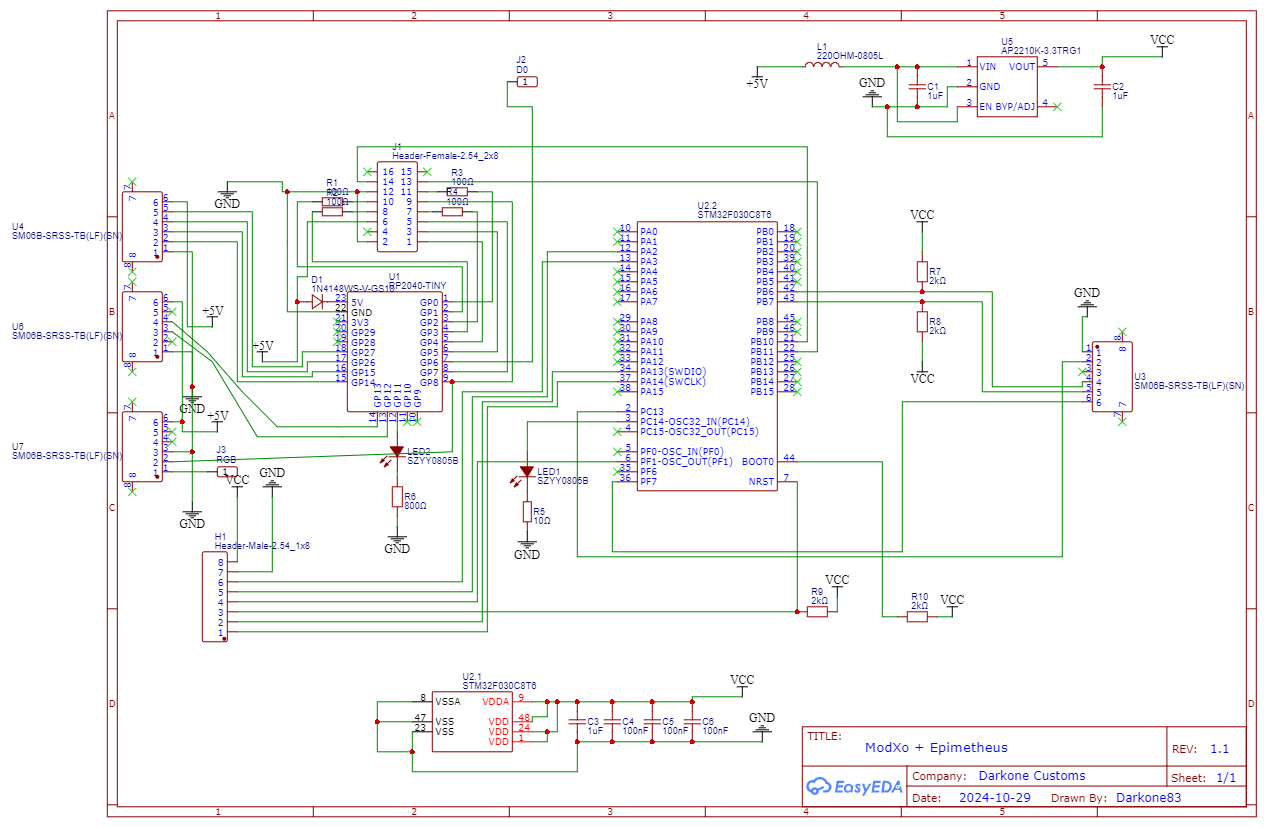 1 2 3 4 5
A
B
C
D
J2
D0
1
L1
220OHM-0805L
+5V
GND
C1
1uF
U5
AP2210K-3.3TRG1
1 VIN VOUT 5
2 GND
3 EN BYP/ADJ 4
VCC
C2
1uF
J1
Header-Female-2.54_2x8
16 15
14 13
12 11
10 9
8 7
6 5
4 3
2 1
R1
100Ω
R2
100Ω
R3
100Ω
R4
100Ω
GND
U4
SM06B-SRSS-TB(LF)(SN)
7
6
5
4
3
2
1
8
U6
SM06B-SRSS-TB(LF)(SN)
7
6
5
4
3
2
1
8
U7
SM06B-SRSS-TB(LF)(SN)
7
6
5
4
3
2
1
8
+5V
GND
+5V
+5V
GND
D1
1N4148WS-V-GS18
U1
RP2040-TINY
23 5V GP0 1
22 GND GP1 2
21 3V3 GP2 3
20 GP29 GP3 4
19 GP28 GP4 5
18 GP27 GP5 6
17 GP26 GP6 7
16 GP15 GP7 8
15 GP14 GP8 9
GP13 GP12 GP11 GP10 GP9
14 13 12 11 10
LED2
SZYY0805B
R6
800Ω
GND
LED1
SZYY0805B
R5
10Ω
GND
J3
RGB
1
VCC
GND
H1
Header-Male-2.54_1x8
8
7
6
5
4
3
2
1
U2.2
STM32F030C8T6
10 PA0 PB0 18
11 PA1 PB1 19
12 PA2 PB2 20
13 PA3 PB3 39
14 PA4 PB4 40
15 PA5 PB5 41
16 PA6 PB6 42
17 PA7 PB7 43
29 PA8 PB8 45
30 PA9 PB9 46
31 PA10 PB10 21
32 PA11 PB11 22
33 PA12 PB12 25
34 PA13(SWDIO) PB13 26
37 PA14(SWCLK) PB14 27
38 PA15 PB15 28
2 PC13
3 PC14-OSC32_IN(PC14)
4 PC15-OSC32_OUT(PC15)
5 PF0-OSC_IN(PF0)
6 PF1-OSC_OUT(PF1) BOOT0 44
35 PF6
36 PF7 NRST 7
VCC
R7
2kΩ
R8
2kΩ
VCC
GND
U3
SM06B-SRSS-TB(LF)(SN)
8
1
2
3
4
5
6
7
R9
2kΩ
VCC
R10
2kΩ
VCC
U2.1
STM32F030C8T6
8 VSSA VDDA 9
47 VSS VDD 48
23 VSS VDD 24
VDD 1
C3
1uF
C4
100nF
C5
100nF
C6
100nF
VCC
GND
TITLE:
ModXo + Epimetheus
REV: 1.1
EasyEDA
Company: Darkone Customs
Sheet: 1/1
Date: 2024-10-29 Drawn By: Darkone83
1 2 3 4 5